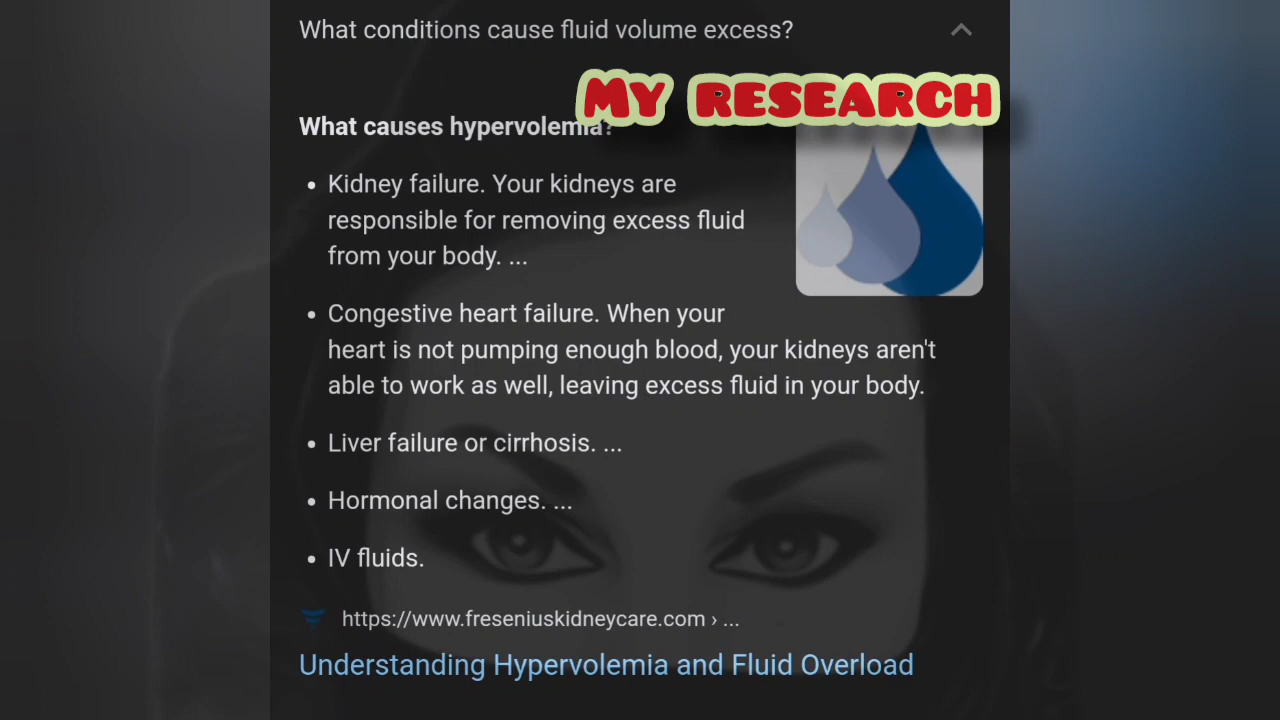 What conditions cause fluid volume excess?
MY RESEARCH
What causes hypervolemia?
• Kidney failure. Your kidneys are
responsible for removing excess fluid
from your body. ...
• Congestive heart failure. When your
heart is not pumping enough blood, your kidneys aren't
able to work as well, leaving excess fluid in your body.
• Liver failure or cirrhosis. ...
• Hormonal changes. ...
• IV fluids.
https://www.freseniuskidneycare.com › ...
Understanding Hypervolemia and Fluid Overload